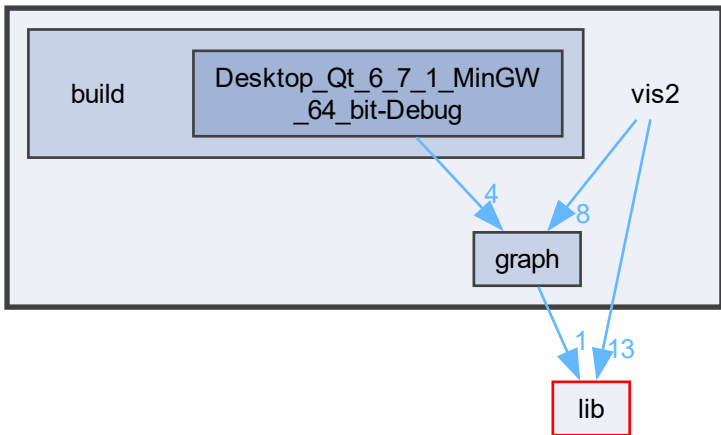 build
Desktop_Qt_6_7_1_MinGW
_64_bit-Debug
vis2
4
8
graph
1
13
lib